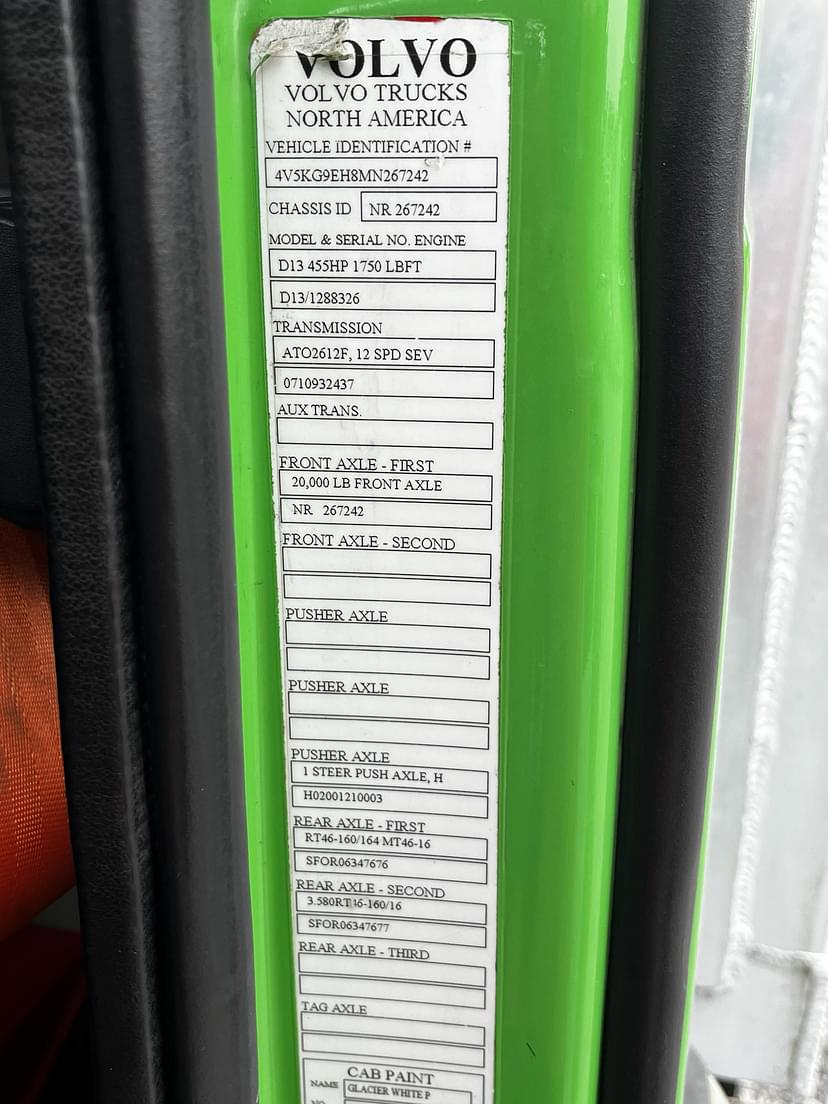 VOLVO
VOLVO TRUCKS
NORTH AMERICA
VEHICLE IDENTIFICATION #
4V5KG9EH8MN267242
CHASSIS ID NR 267242
MODEL & SERIAL NO. ENGINE
D13 455HP 1750 LBFT
D13/1288326
TRANSMISSION
ATO2612F, 12 SPD SEV
0710932437
AUX TRANS.
FRONT AXLE - FIRST
20,000 LB FRONT AXLE
NR 267242
FRONT AXLE - SECOND
PUSHER AXLE
PUSHER AXLE
PUSHER AXLE
1 STEER PUSH AXLE, H
H02001210003
REAR AXLE - FIRST
RT46-160/164 MT46-16
SFOR06347676
REAR AXLE - SECOND
3.580RT46-160/16
SFOR06347677
REAR AXLE - THIRD
TAG AXLE
CAB PAINT
NAME GLACIER WHITE P